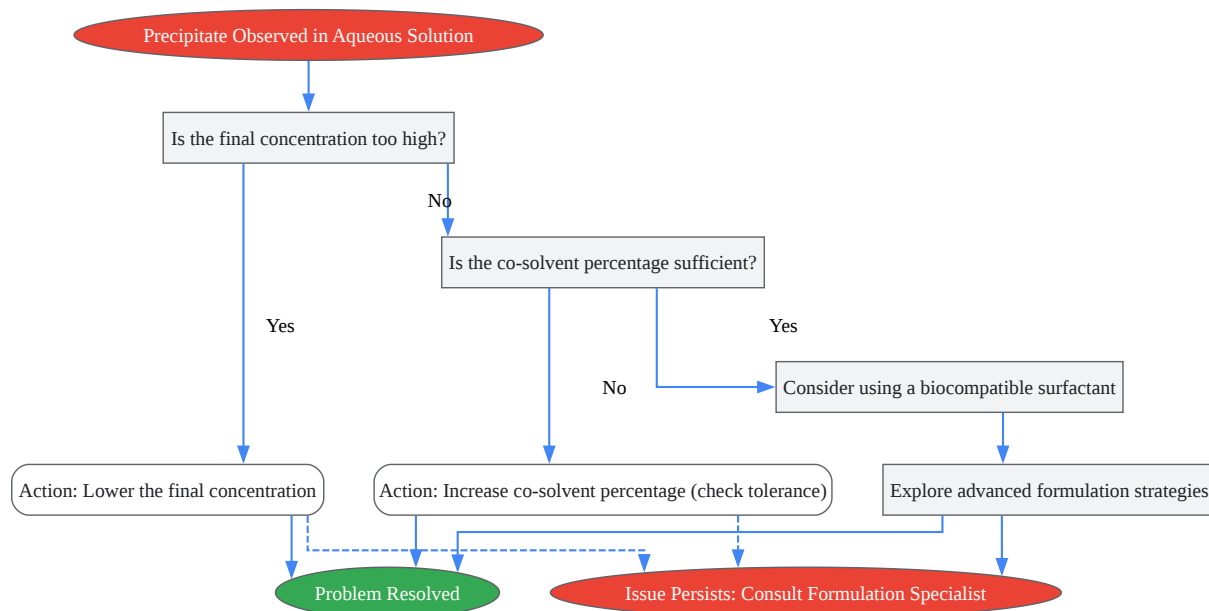 Precipitate Observed in Aqueous Solution
Is the final concentration too high?
No
Is the co-solvent percentage sufficient?
Yes
Yes
No
Consider using a biocompatible surfactant
Action: Lower the final concentration
Action: Increase co-solvent percentage (check tolerance)
Explore advanced formulation strategies
Problem Resolved
Issue Persists: Consult Formulation Specialist